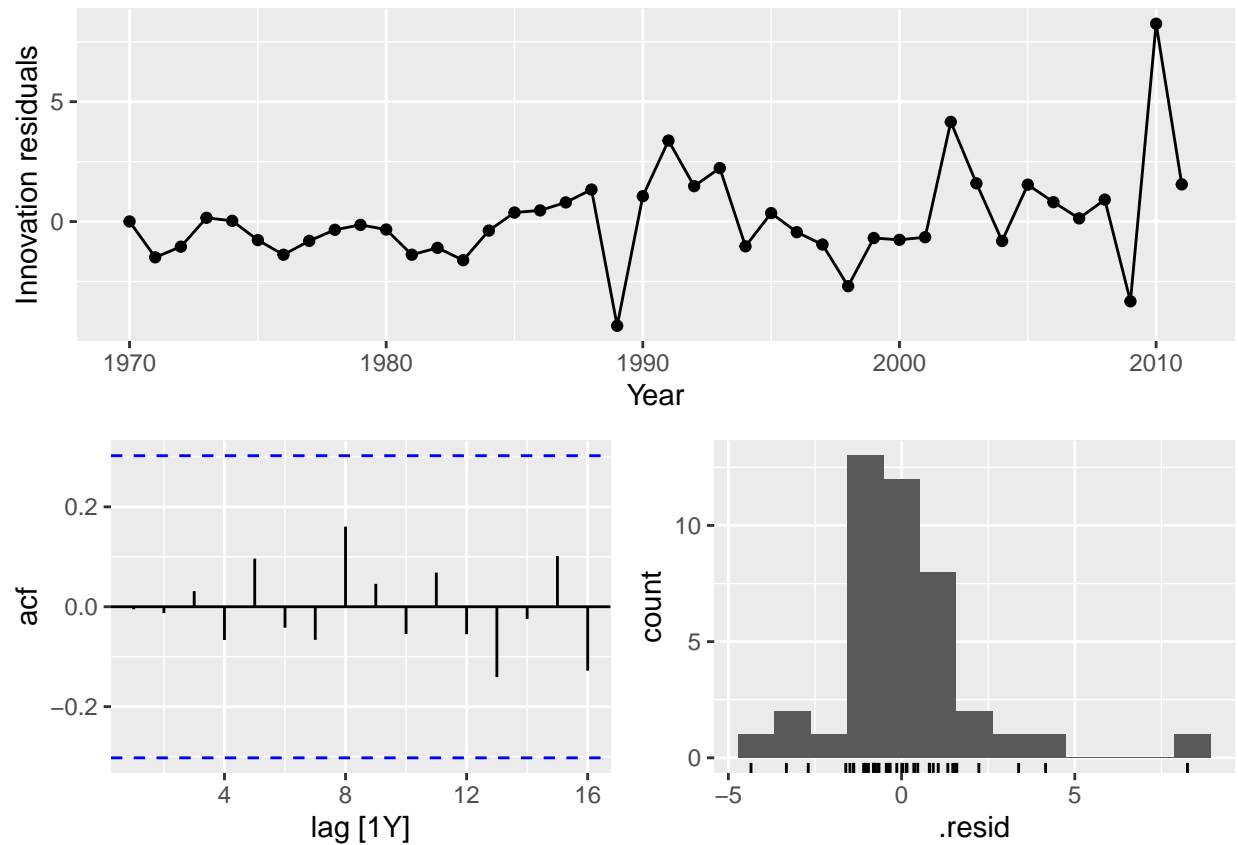 Innovation residuals
5
0
1970 1980 1990 2000 2010
Year
acf
0.2
0.0
−0.2
4 8 12 16
lag [1Y]
count
10
5
0
−5 0 5
.resid